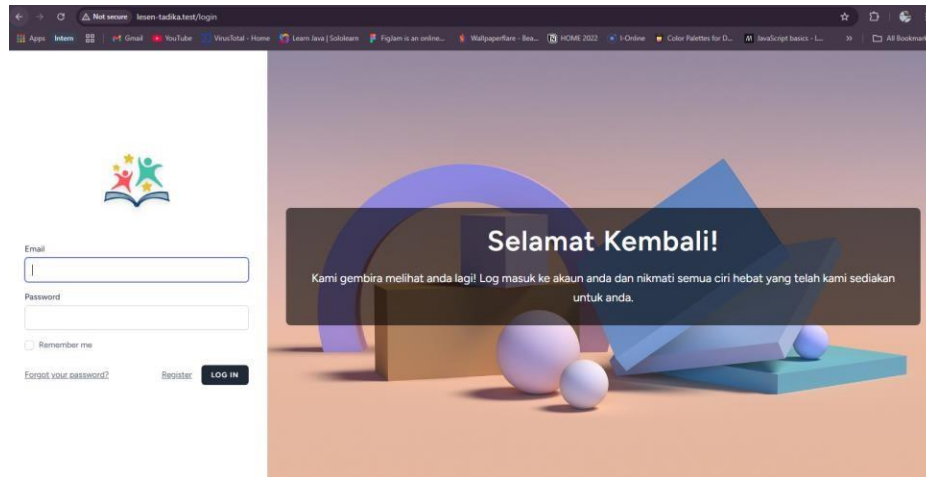 Not secure lesen-tadika.test/login
Apps Intern Gmail YouTube VirusTotal - Home Learn Java | Sololearn FigJam is an online... Wallpaperflare - Bea... HOME 2022 I-Online Color Palettes for D... JavaScript basics - L... » All Bookmar
Selamat Kembali!
Kami gembira melihat anda lagi! Log masuk ke akaun anda dan nikmati semua ciri hebat yang telah kami sediakan
untuk anda.
Email
Password
Remember me
Forgot your password? Register LOG IN